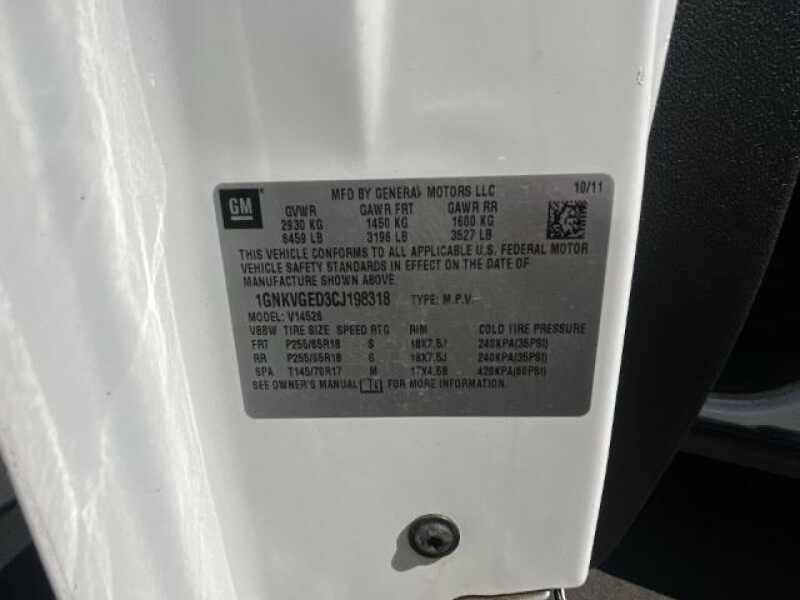 GM
MFD BY GENERAL MOTORS LLC 10/11
GVWR GAWR FRT GAWR RR
2930 KG 1450 KG 1600 KG
6459 LB 3196 LB 3527 LB
THIS VEHICLE CONFORMS TO ALL APPLICABLE U.S. FEDERAL MOTOR
VEHICLE SAFETY STANDARDS IN EFFECT ON THE DATE OF
MANUFACTURE SHOWN ABOVE.
1GNKVGED3CJ198318 TYPE: M.P.V.
MODEL: V14526
VBBW TIRE SIZE SPEED RTG RIM COLD TIRE PRESSURE
FRT P255/65R18 S 18X7.5J 240KPA(35PSI)
RR P255/65R18 S 18X7.5J 240KPA(35PSI)
SPA T145/70R17 M 17X4.5B 420KPA(60PSI)
SEE OWNER'S MANUAL FOR MORE INFORMATION